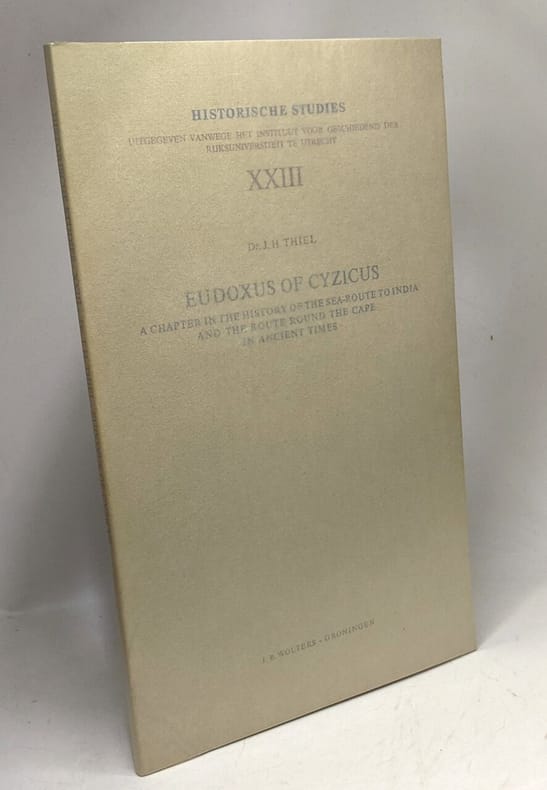 HISTORISCHE STUDIES
UITGEGEVEN VANWEGE HET INSTITUUT VOOR GESCHIEDENIS DER
RIJKSUNIVERSITEIT TE UTRECHT
XXIII
Dr. J. H. THIEL
EUDOXUS OF CYZICUS
A CHAPTER IN THE HISTORY OF THE SEA-ROUTE TO INDIA
AND THE ROUTE ROUND THE CAPE
IN ANCIENT TIMES
J. B. WOLTERS - GRONINGEN